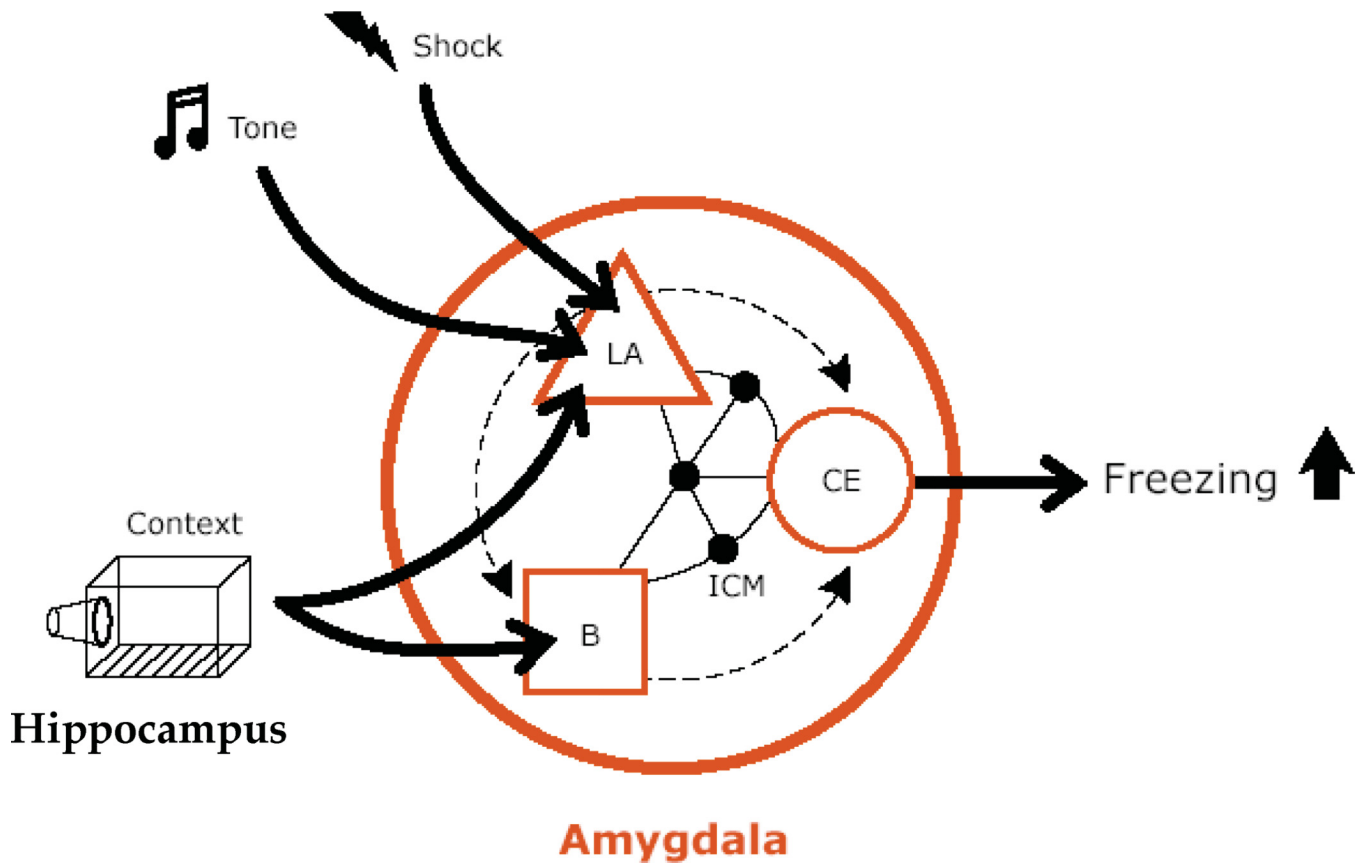 Shock
Tone
LA
CE
Freezing
Context
ICM
B
Hippocampus
Amygdala